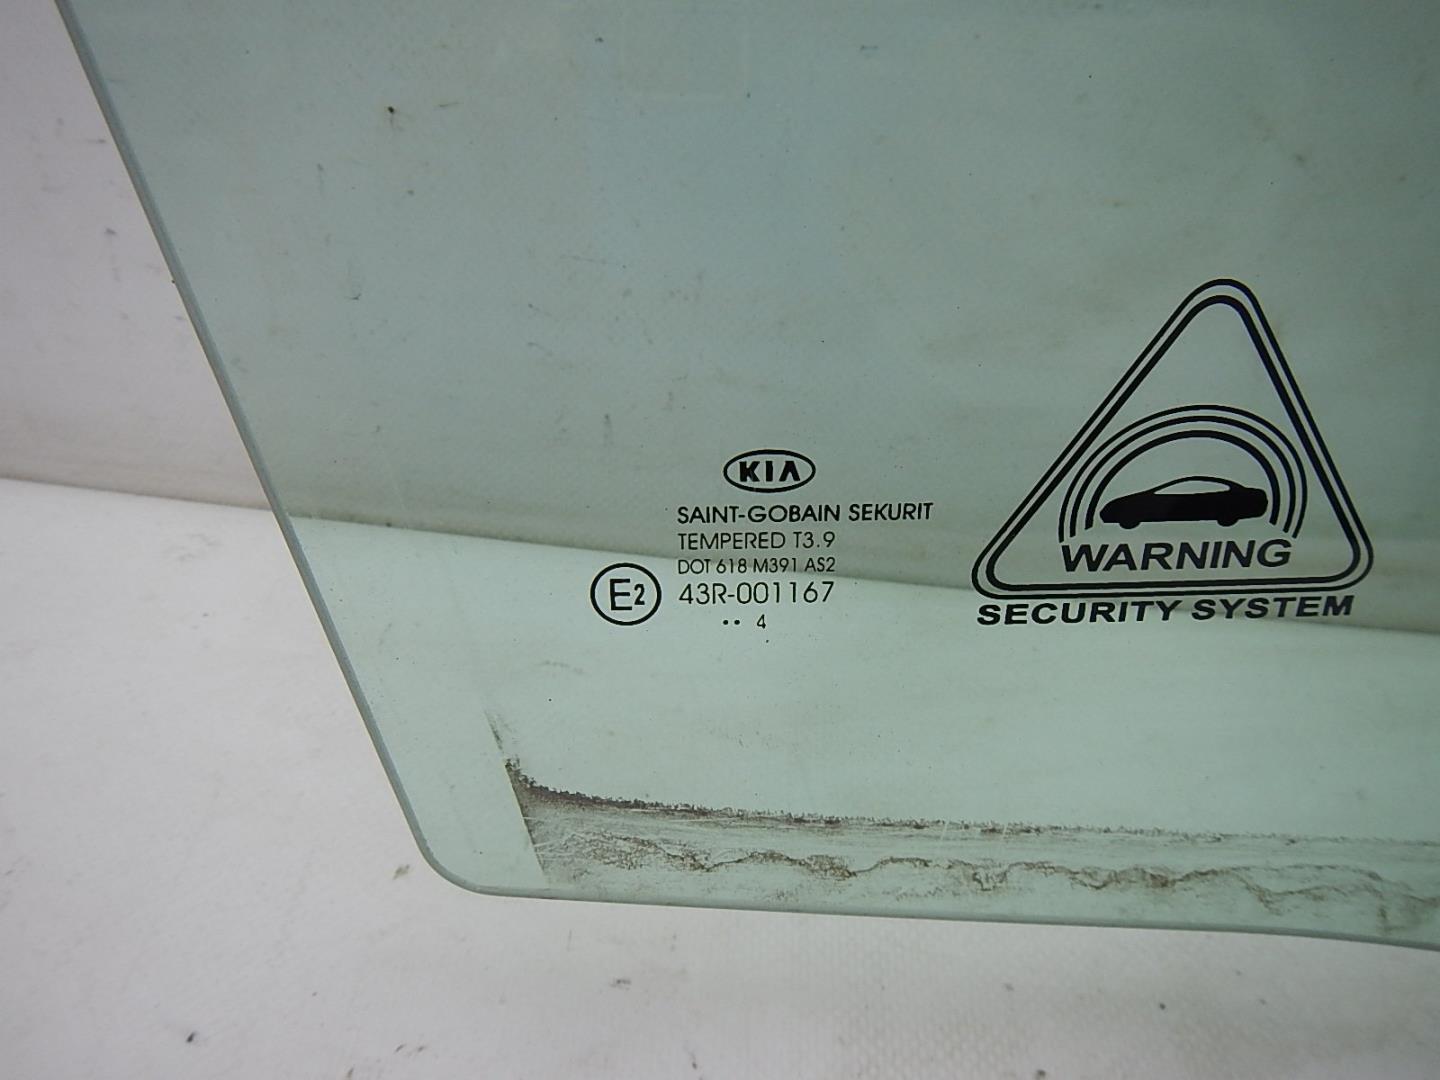 KIA
SAINT-GOBAIN SEKURIT
TEMPERED T3.9
DOT 618 M391 AS2
E2 43R-001167
•• 4
WARNING
SECURITY SYSTEM